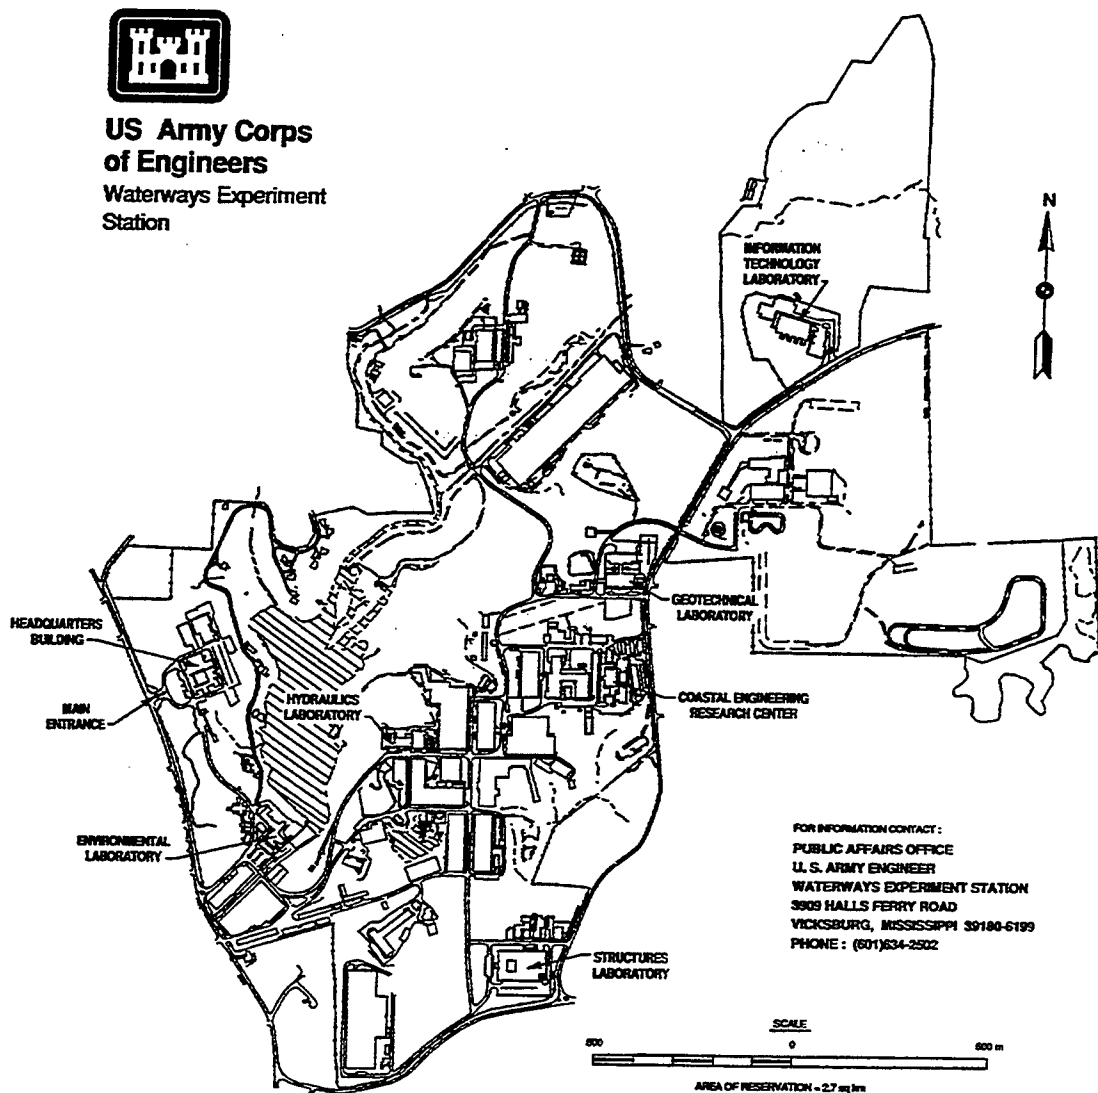 US Army Corps
of Engineers
Waterways Experiment
Station
N
INFORMATION
TECHNOLOGY
LABORATORY
GEOTECHNICAL
LABORATORY
HEADQUARTERS
BUILDING
MAIN
ENTRANCE
HYDRAULICS
LABORATORY
COASTAL ENGINEERING
RESEARCH CENTER
ENVIRONMENTAL
LABORATORY
STRUCTURES
LABORATORY
FOR INFORMATION CONTACT :
PUBLIC AFFAIRS OFFICE
U. S. ARMY ENGINEER
WATERWAYS EXPERIMENT STATION
3909 HALLS FERRY ROAD
VICKSBURG, MISSISSIPPI 39180-6199
PHONE : (601)634-2502
SCALE
500 0 500 m
AREA OF RESERVATION = 2.7 sq km